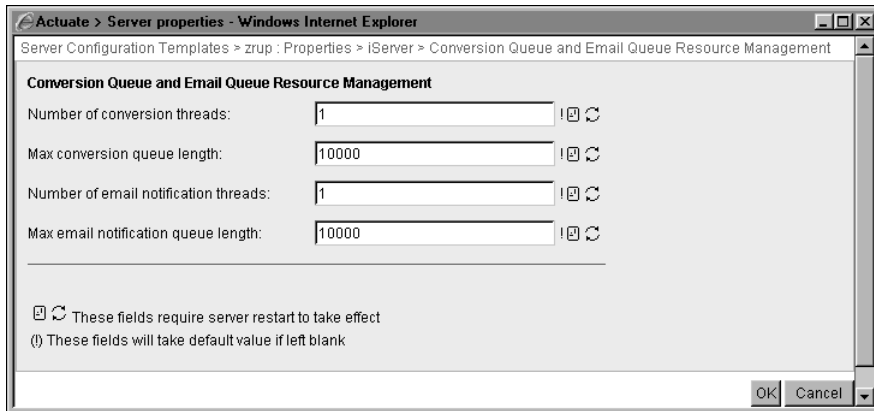 Actuate > Server properties - Windows Internet Explorer
Server Configuration Templates > zrup : Properties > iServer > Conversion Queue and Email Queue Resource Management
Conversion Queue and Email Queue Resource Management
Number of conversion threads: 1 !
Max conversion queue length: 10000 !
Number of email notification threads: 1 !
Max email notification queue length: 10000 !
These fields require server restart to take effect
(!) These fields will take default value if left blank
OK Cancel